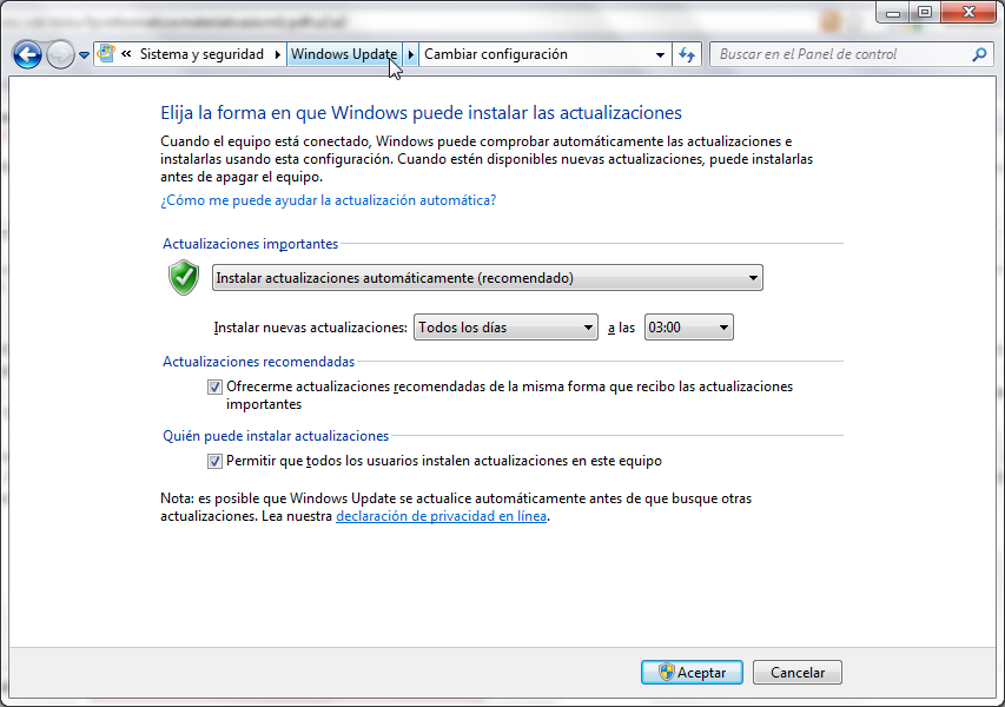 « Sistema y seguridad Windows Update Cambiar configuración Buscar en el Panel de control
Elija la forma en que Windows puede instalar las actualizaciones
Cuando el equipo está conectado, Windows puede comprobar automáticamente las actualizaciones e
instalarlas usando esta configuración. Cuando estén disponibles nuevas actualizaciones, puede instalarlas
antes de apagar el equipo.
¿Cómo me puede ayudar la actualización automática?
Actualizaciones importantes
Instalar actualizaciones automáticamente (recomendado)
Instalar nuevas actualizaciones: Todos los días a las 03:00
Actualizaciones recomendadas
Ofrecerme actualizaciones recomendadas de la misma forma que recibo las actualizaciones
importantes
Quién puede instalar actualizaciones
Permitir que todos los usuarios instalen actualizaciones en este equipo
Nota: es posible que Windows Update se actualice automáticamente antes de que busque otras
actualizaciones. Lea nuestra declaración de privacidad en línea.
Aceptar Cancelar